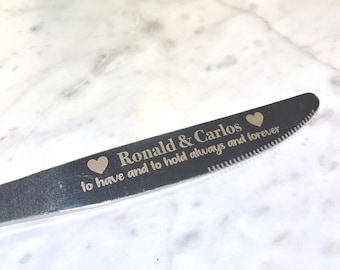 Ronald & Carlos
to have and to hold always and forever